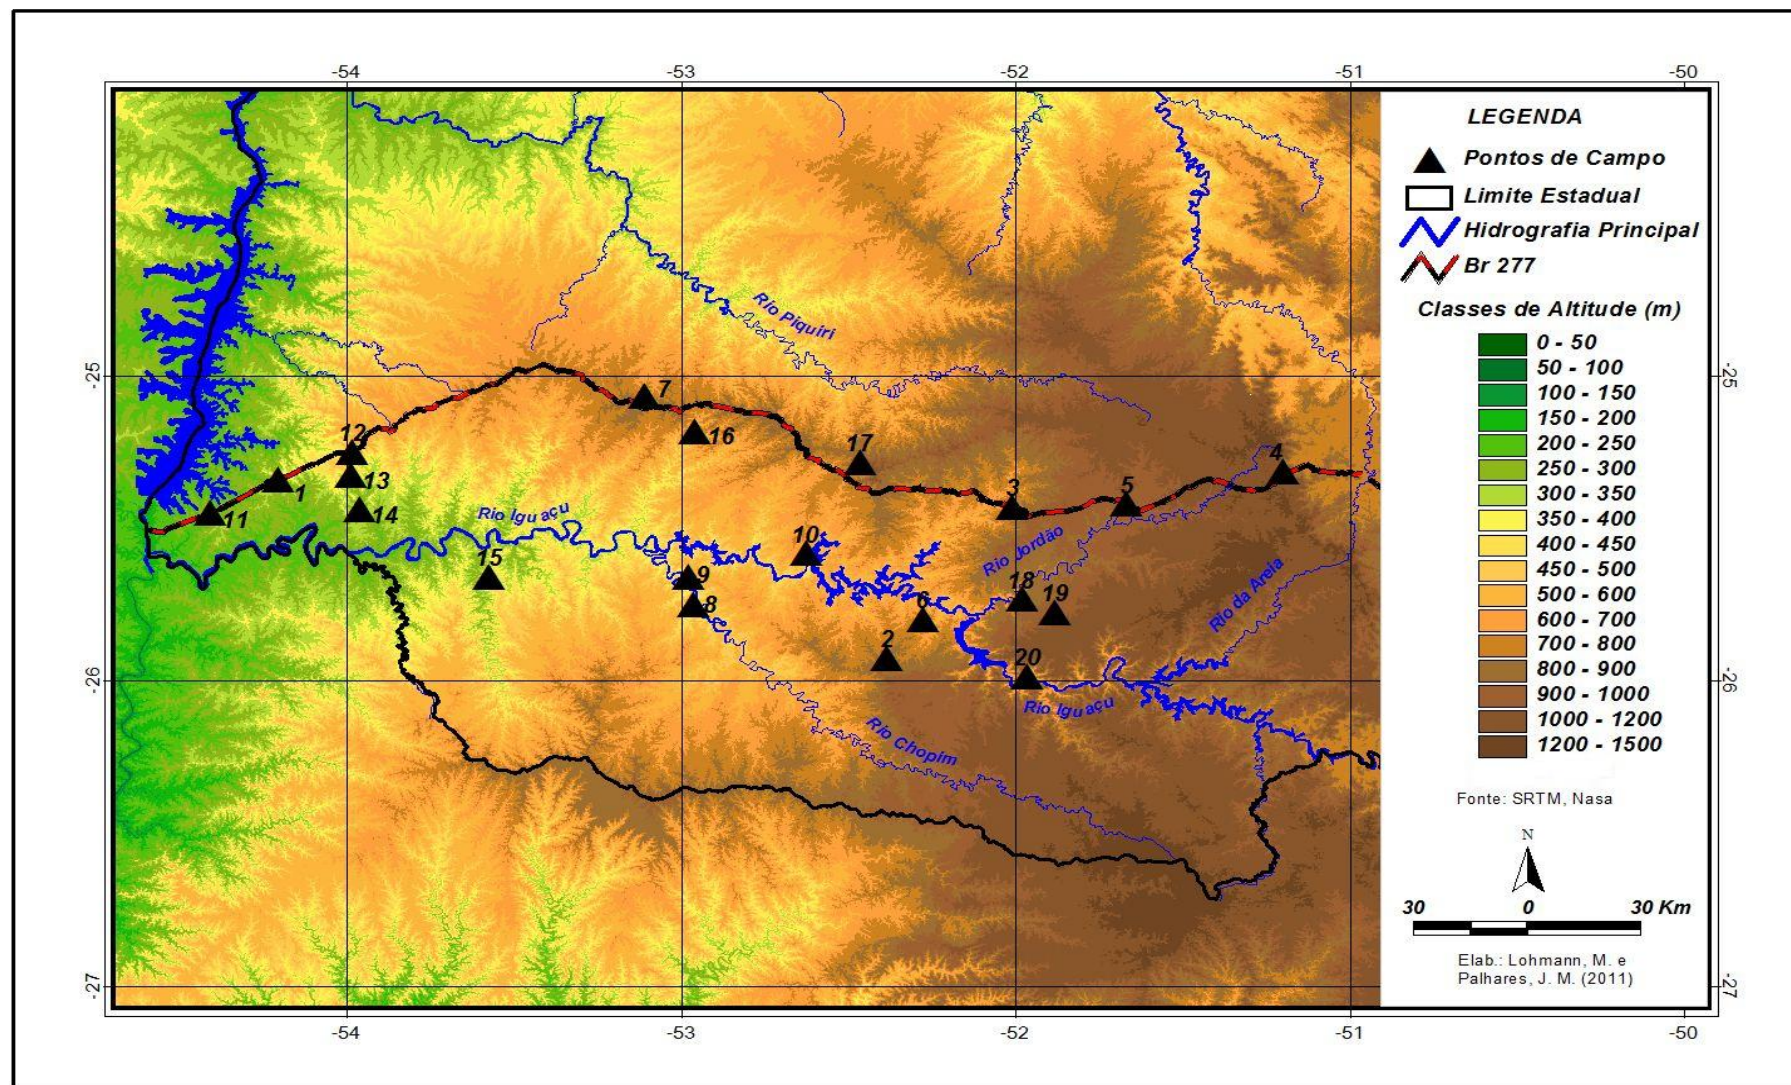 -54
-53
-52
-51
-50
LEGENDA
Pontos de Campo
Limite Estadual
Hidrografia Principal
Br 277
Classes de Altitude (m)
0 - 50
50 - 100
100 - 150
150 - 200
200 - 250
250 - 300
300 - 350
350 - 400
400 - 450
450 - 500
500 - 600
600 - 700
700 - 800
800 - 900
900 - 1000
1000 - 1200
1200 - 1500
Fonte: SRTM, Nasa
N
30 0 30 Km
Elab.: Lohmann, M. e
Palhares, J. M. (2011)
Rio Piquiri
-25
-25
7
12
16
17
4
13
1
3
5
11
14
Rio Iguaçu
10
Rio Jordão
15
9
18
19
Rio da Areia
8
6
2
20
-26
-26
Rio Iguaçu
Rio Chopim
-27
-27
-54
-53
-52
-51
-50